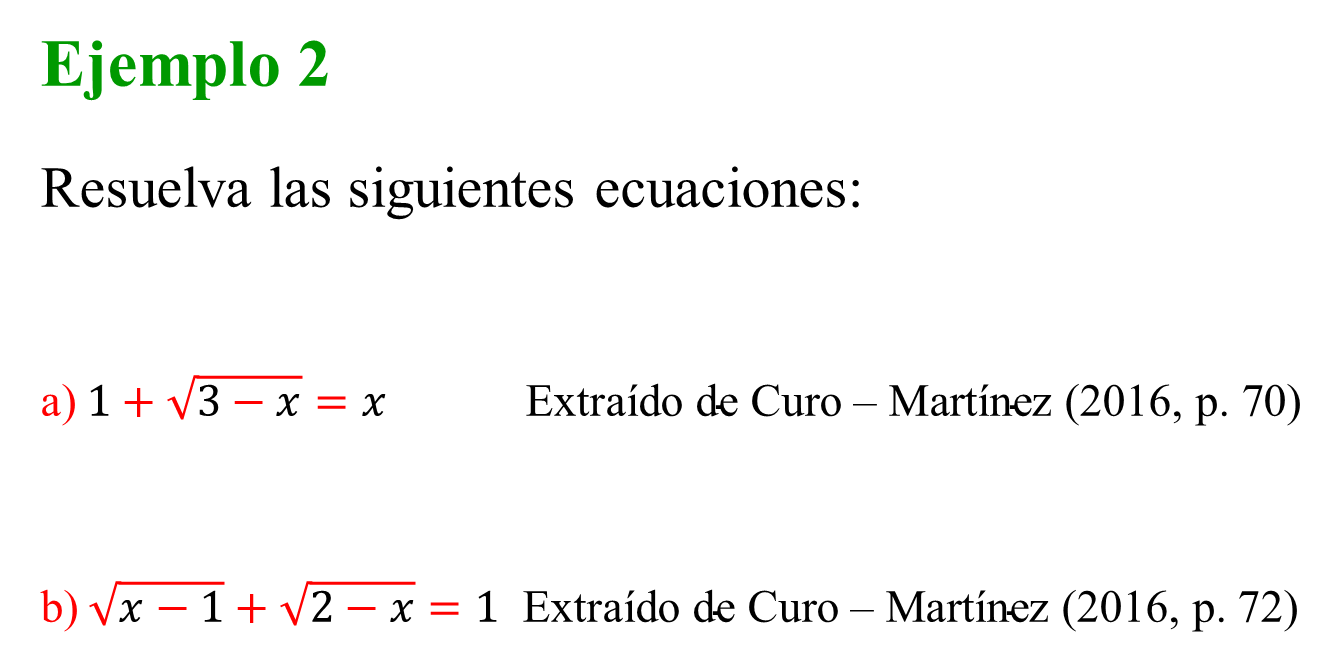 Ejemplo 2
Resuelva las siguientes ecuaciones:
a) 1 + √(3 − x) = x Extraído de Curo – Martínez (2016, p. 70)
b) √(x − 1) + √(2 − x) = 1 Extraído de Curo – Martínez (2016, p. 72)